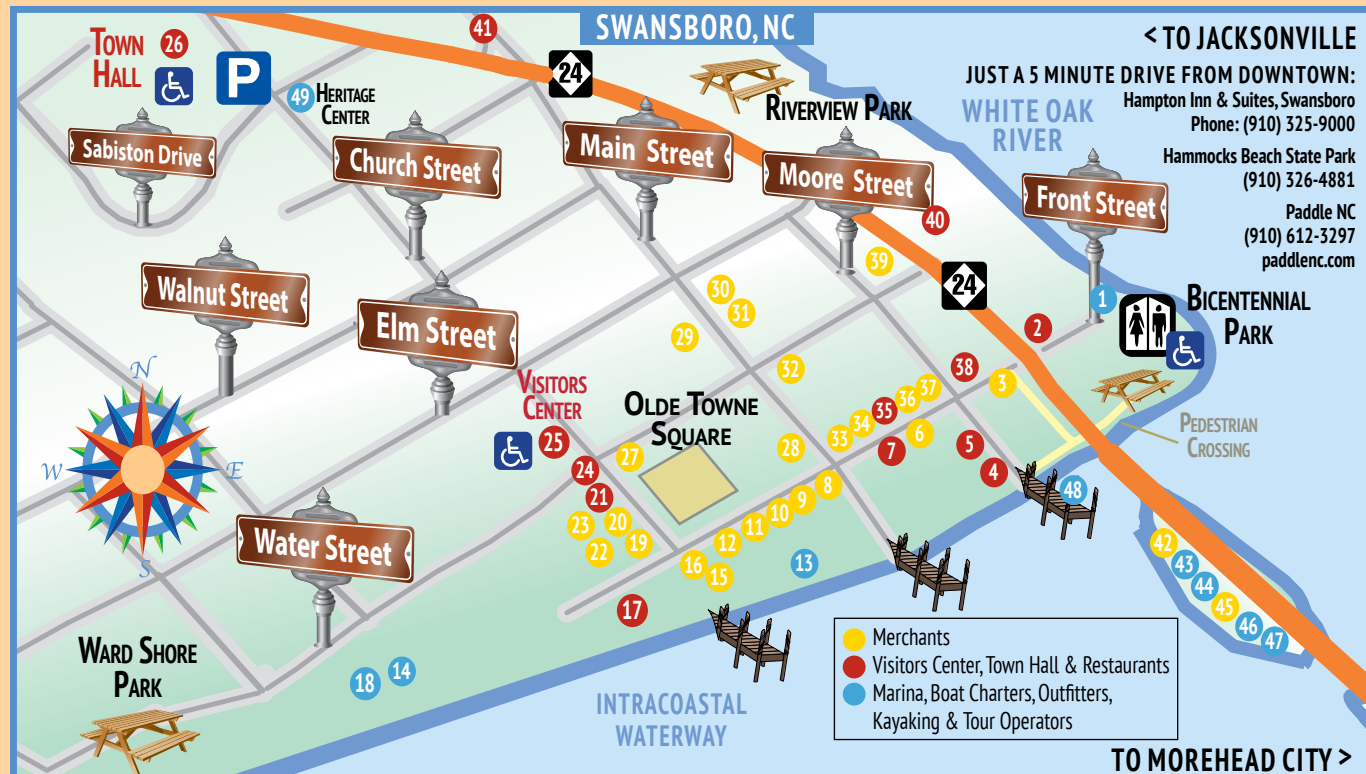 SWANSBORO, NC
< TO JACKSONVILLE
JUST A 5 MINUTE DRIVE FROM DOWNTOWN:
Hampton Inn & Suites, Swansboro
Phone: (910) 325-9000
Hammocks Beach State Park
(910) 326-4881
Paddle NC
(910) 612-3297
paddlenc.com
TOWN
HALL
26
P
49
HERITAGE
CENTER
41
24
RIVERVIEW PARK
WHITE OAK
RIVER
Sabiston Drive
Church Street
Main Street
Moore Street
Front Street
40
39
24
1
BICENTENNIAL
PARK
Walnut Street
Elm Street
30
31
29
2
32
38
3
VISITORS
CENTER
25
OLDE TOWNE
SQUARE
37
36
35
34
33
6
7
5
4
PEDESTRIAN
CROSSING
N
W
E
S
24
27
28
21
8
9
10
11
12
48
23
20
22
19
16
15
13
Water Street
42
43
44
45
46
47
17
WARD SHORE
PARK
18
14
INTRACOASTAL
WATERWAY
Merchants
Visitors Center, Town Hall & Restaurants
Marina, Boat Charters, Outfitters,
Kayaking & Tour Operators
TO MOREHEAD CITY >